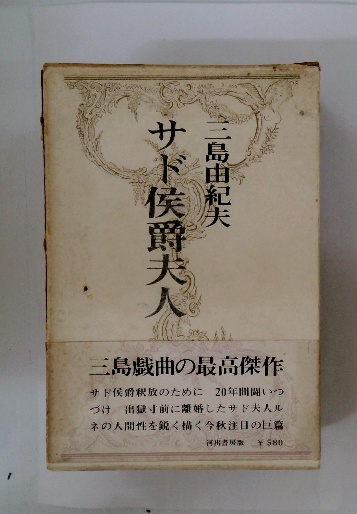 三島由紀夫
サド侯爵夫人
三島戯曲の最高傑作
サド侯爵釈放のために 20年間闘いつ
づけ 出獄寸前に離婚したサド夫人ル
ネの人間性を鋭く描く今秋注目の巨篇
河出書房版 ¥580